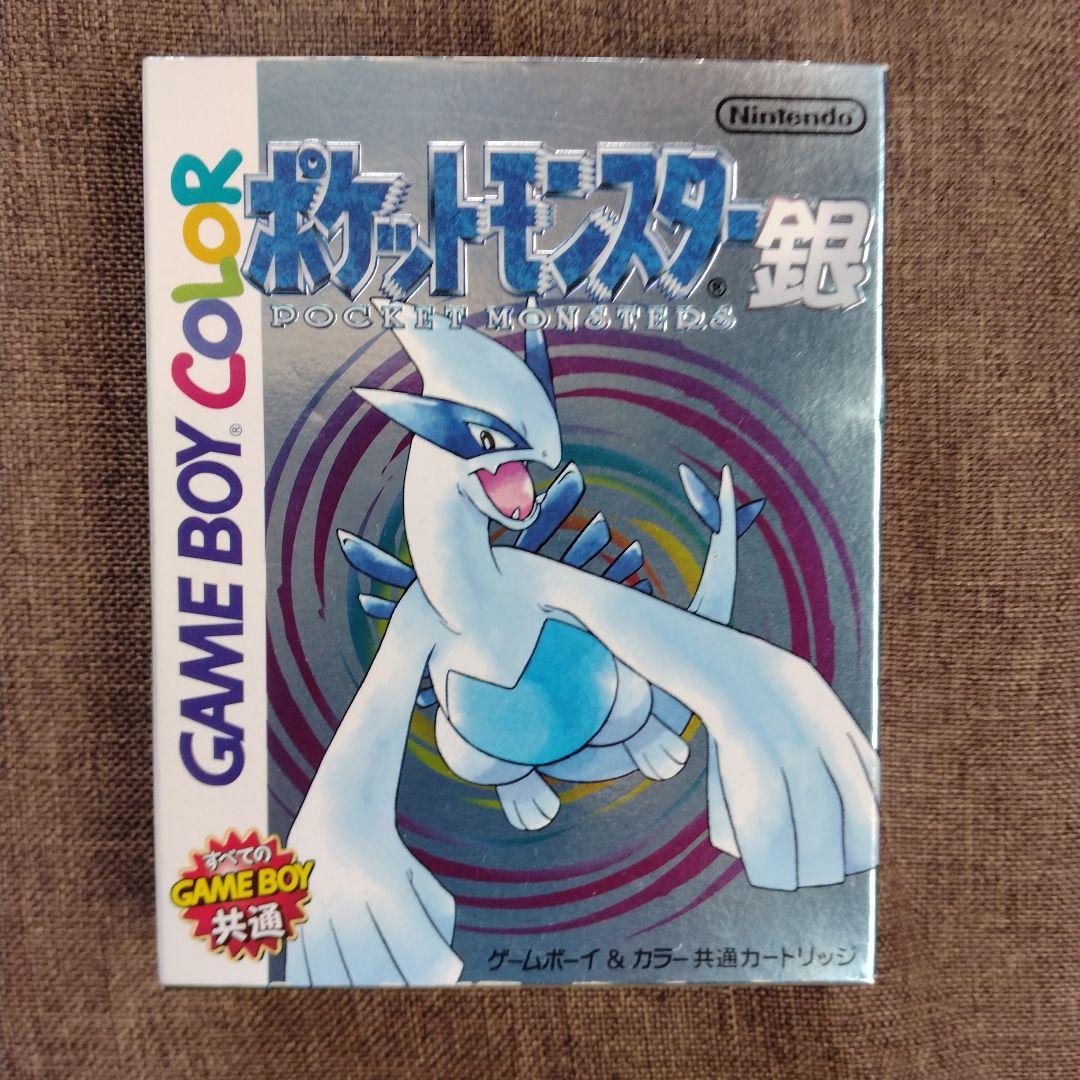 Nintendo
ポケットモンスター 銀
®
POCKET MONSTERS
GAME BOY® COLOR
すべての
GAME BOY
共通
ゲームボーイ & カラー 共通カートリッジ